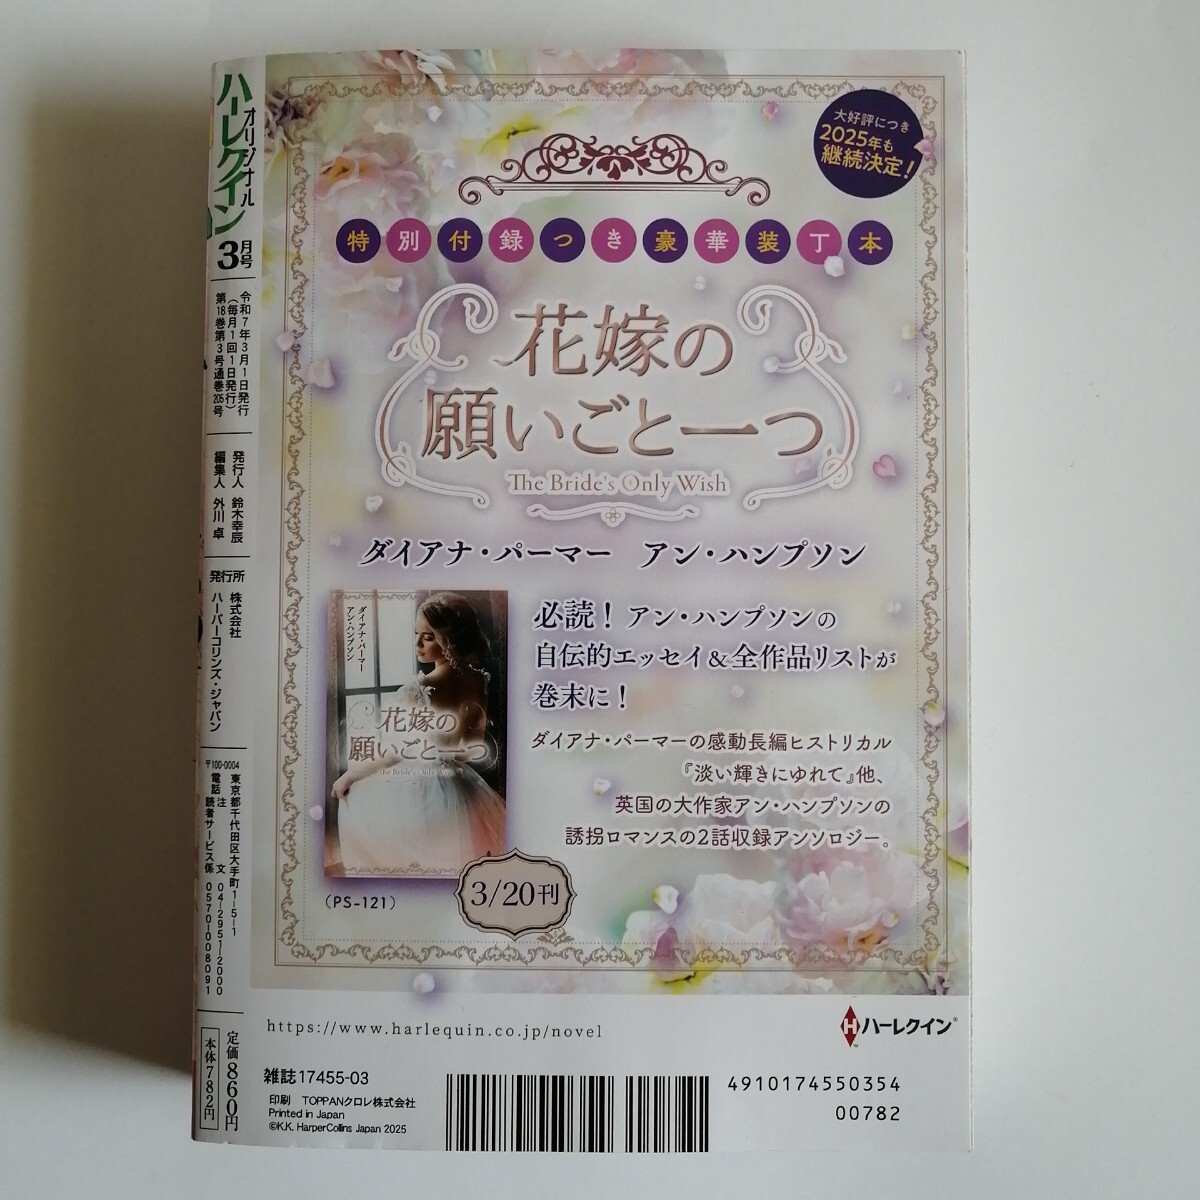 ハーレクイン
オリジナル
3月号
令和7年3月1日発行
(毎月1回1日発行)
第18巻第3号通巻205号
発行人 鈴木幸辰
編集人 外川 卓
発行所 株式会社
ハーパーコリンズ・ジャパン
〒100-0004 東京都千代田区大手町1-5-1
電話 注文 04-2951-2000
読者サービス係 0570-008091
定価860円
本体782円
大好評につき
2025年も
継続決定!
特別付録つき豪華装丁本
花嫁の
願いごと一つ
The Bride's Only Wish
ダイアナ・パーマー アン・ハンプソン
必読! アン・ハンプソンの
自伝的エッセイ&全作品リストが
巻末に!
ダイアナ・パーマーの感動長編ヒストリカル
『淡い輝きにゆれて』他、
英国の大作家アン・ハンプソンの
誘拐ロマンスの2話収録アンソロジー。
ダイアナ・パーマー
アン・ハンプソン
花嫁の
願いごと一つ
The Bride's Only Wish
(PS-121)
3/20刊
https://www.harlequin.co.jp/novel
H ハーレクイン®
雑誌 17455-03
印刷 TOPPANクロレ株式会社
Printed in Japan
©K.K. HarperCollins Japan 2025
4910174550354
00782